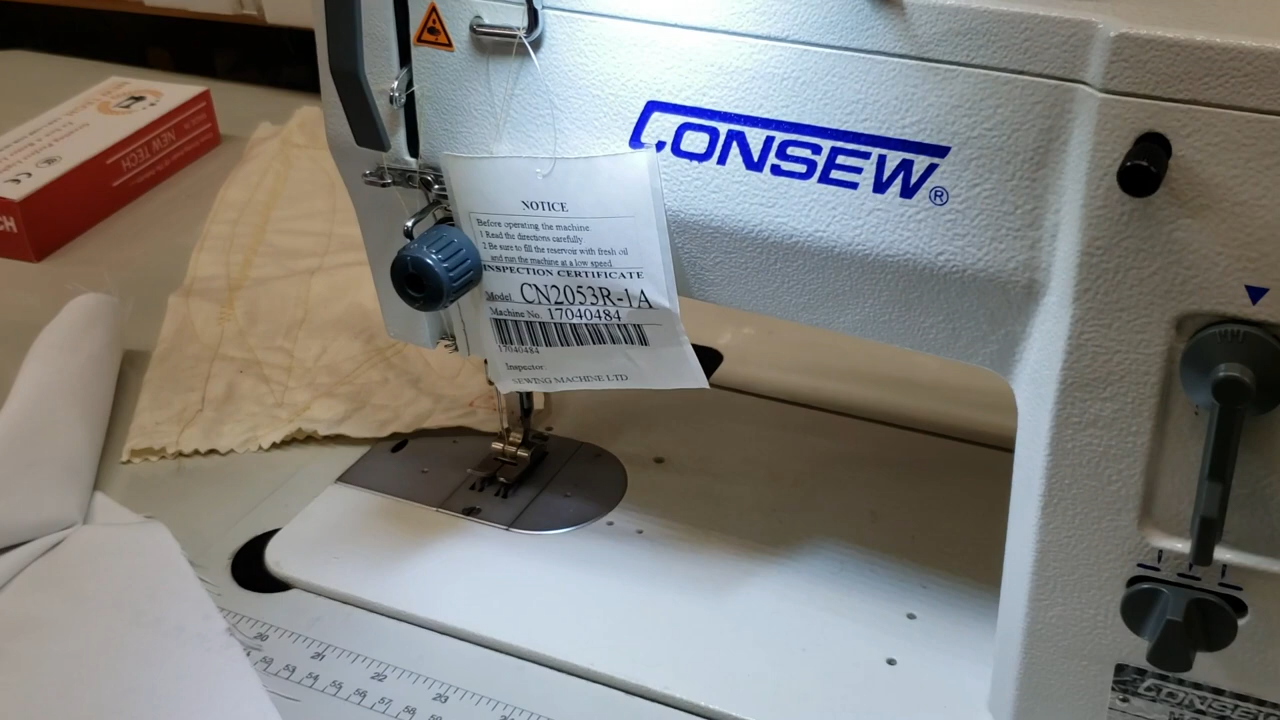 CONSEW®
NOTICE
Before operating the machine
1 Read the directions carefully
2 Be sure to fill the reservoir with fresh oil
and run the machine at a low speed
INSPECTION CERTIFICATE
Model CN2053R-1A
Machine No. 17040484
17040484
Inspector:
SEWING MACHINE LTD
NEW TECH
CE
20 21 22 23
CONSEW